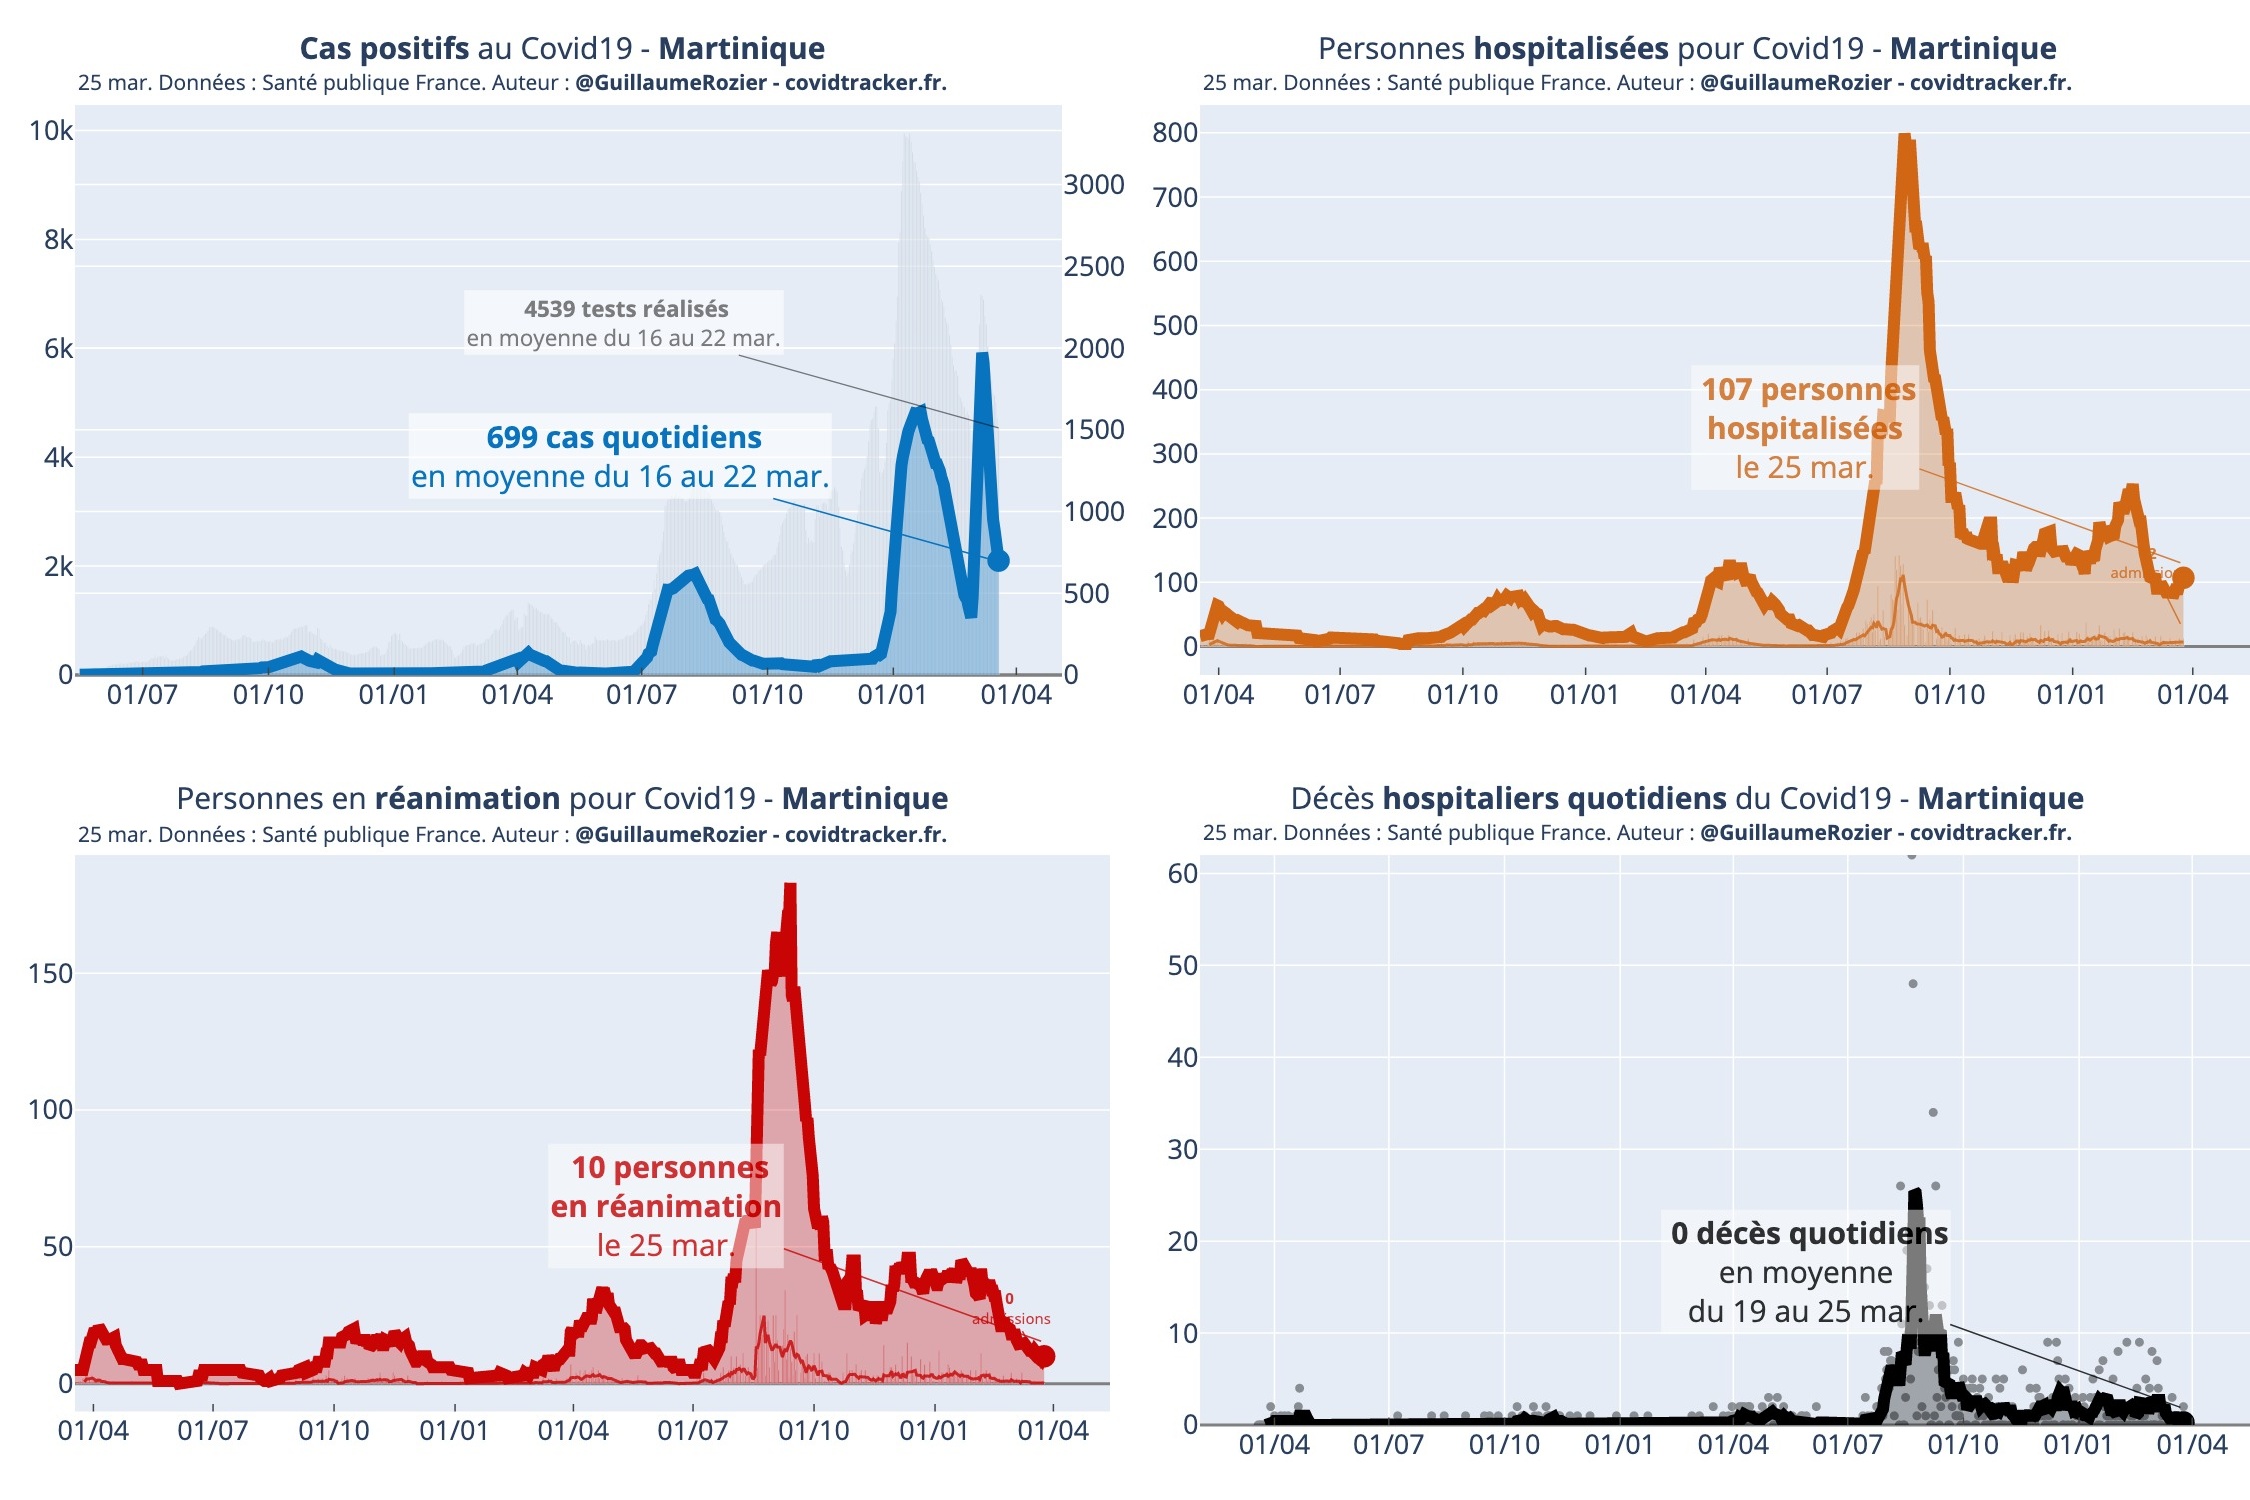 Cas positifs au Covid19 - Martinique
25 mar. Données : Santé publique France. Auteur : @GuillaumeRozier - covidtracker.fr.
10k
8k
6k
4k
2k
0
3000
2500
2000
1500
1000
500
0
4539 tests réalisés
en moyenne du 16 au 22 mar.
699 cas quotidiens
en moyenne du 16 au 22 mar.
01/07 01/10 01/01 01/04 01/07 01/10 01/01 01/04
Personnes hospitalisées pour Covid19 - Martinique
25 mar. Données : Santé publique France. Auteur : @GuillaumeRozier - covidtracker.fr.
800
700
600
500
400
300
200
100
0
107 personnes
hospitalisées
le 25 mar.
01/04 01/07 01/10 01/01 01/04 01/07 01/10 01/01 01/04
Personnes en réanimation pour Covid19 - Martinique
25 mar. Données : Santé publique France. Auteur : @GuillaumeRozier - covidtracker.fr.
150
100
50
0
10 personnes
en réanimation
le 25 mar.
0
admissions
01/04 01/07 01/10 01/01 01/04 01/07 01/10 01/01 01/04
Décès hospitaliers quotidiens du Covid19 - Martinique
25 mar. Données : Santé publique France. Auteur : @GuillaumeRozier - covidtracker.fr.
60
50
40
30
20
10
0
0 décès quotidiens
en moyenne
du 19 au 25 mar.
01/04 01/07 01/10 01/01 01/04 01/07 01/10 01/01 01/04